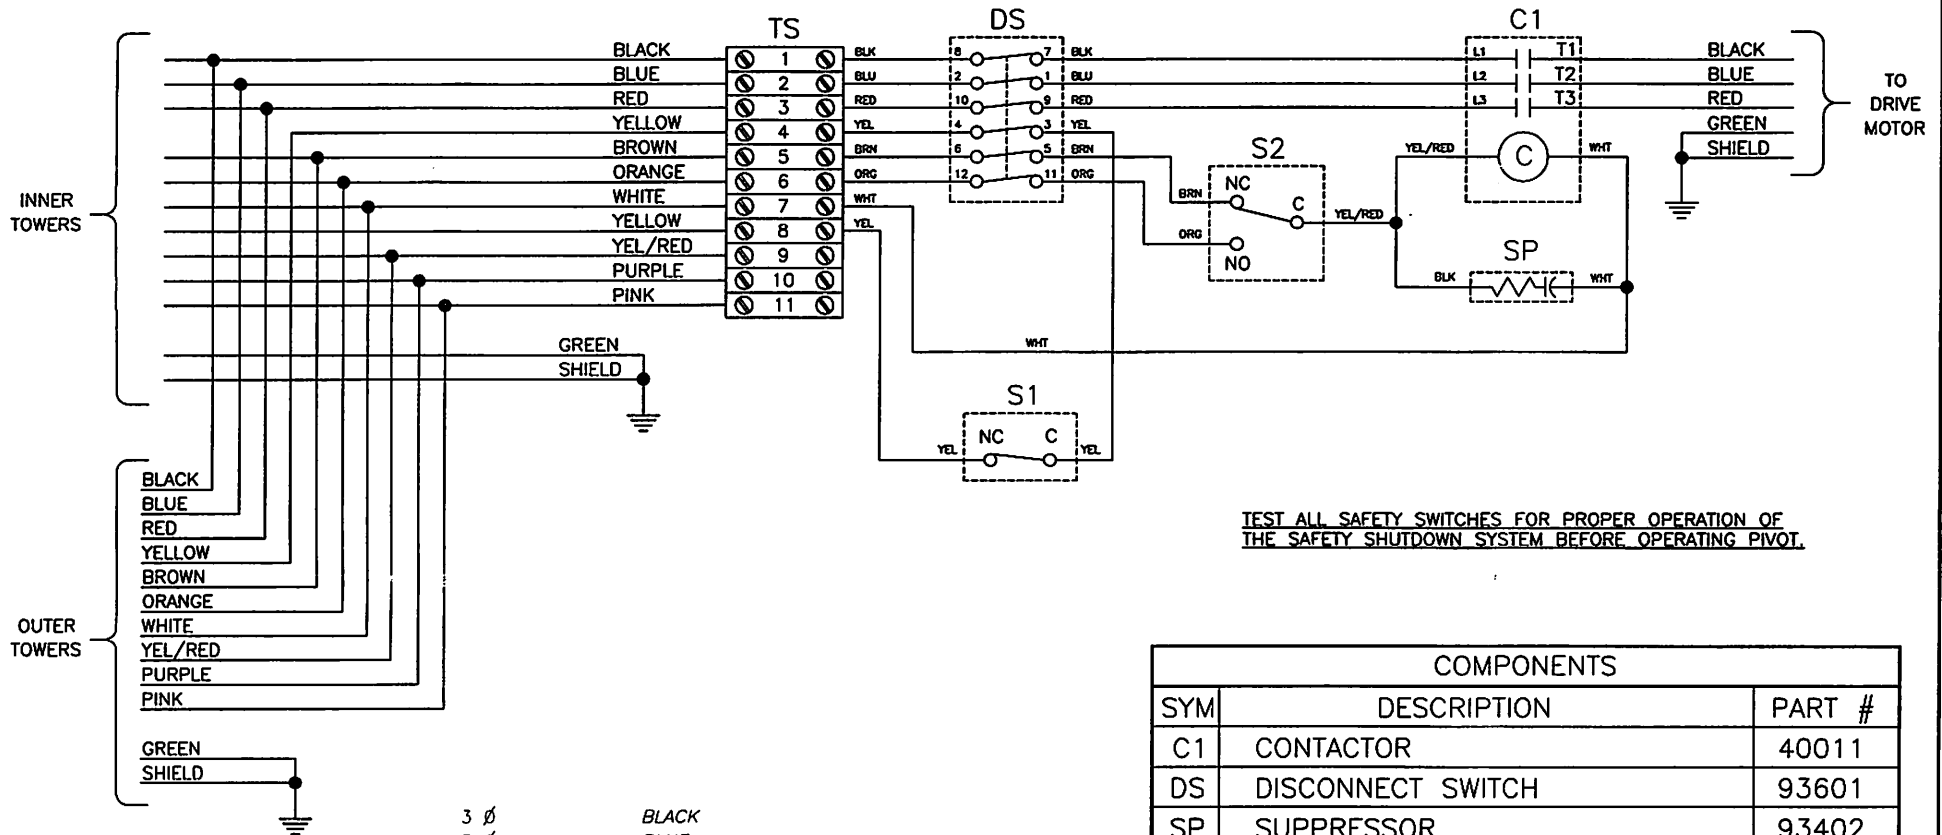 INNER
TOWERS
BLACK
BLUE
RED
YELLOW
BROWN
ORANGE
WHITE
YELLOW
YEL/RED
PURPLE
PINK
GREEN
SHIELD
OUTER
TOWERS
BLACK
BLUE
RED
YELLOW
BROWN
ORANGE
WHITE
YEL/RED
PURPLE
PINK
GREEN
SHIELD
TS
1
2
3
4
5
6
7
8
9
10
11
BLK
BLU
RED
YEL
BRN
ORG
WHT
YEL
DS
8 7
2 1
10 9
4 3
6 5
12 11
BLK
BLU
RED
YEL
BRN
ORG
S1
NC C
YEL
YEL
WHT
S2
NC
C
NO
BRN
ORG
YEL/RED
C1
L1 T1
L2 T2
L3 T3
YEL/RED
C
WHT
SP
BLK
WHT
BLACK
BLUE
RED
GREEN
SHIELD
TO
DRIVE
MOTOR
TEST ALL SAFETY SWITCHES FOR PROPER OPERATION OF
THE SAFETY SHUTDOWN SYSTEM BEFORE OPERATING PIVOT.
COMPONENTS
SYM DESCRIPTION PART #
C1 CONTACTOR 40011
DS DISCONNECT SWITCH 93601
SP SUPPRESSOR 93402
3 Ø BLACK